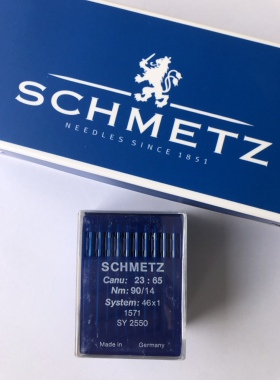 SCHMETZ
NEEDLES SINCE 1851
SCHMETZ
Canu: 23 : 65
Nm: 90/14
System: 46x1
1571
SY 2550
Made in Germany